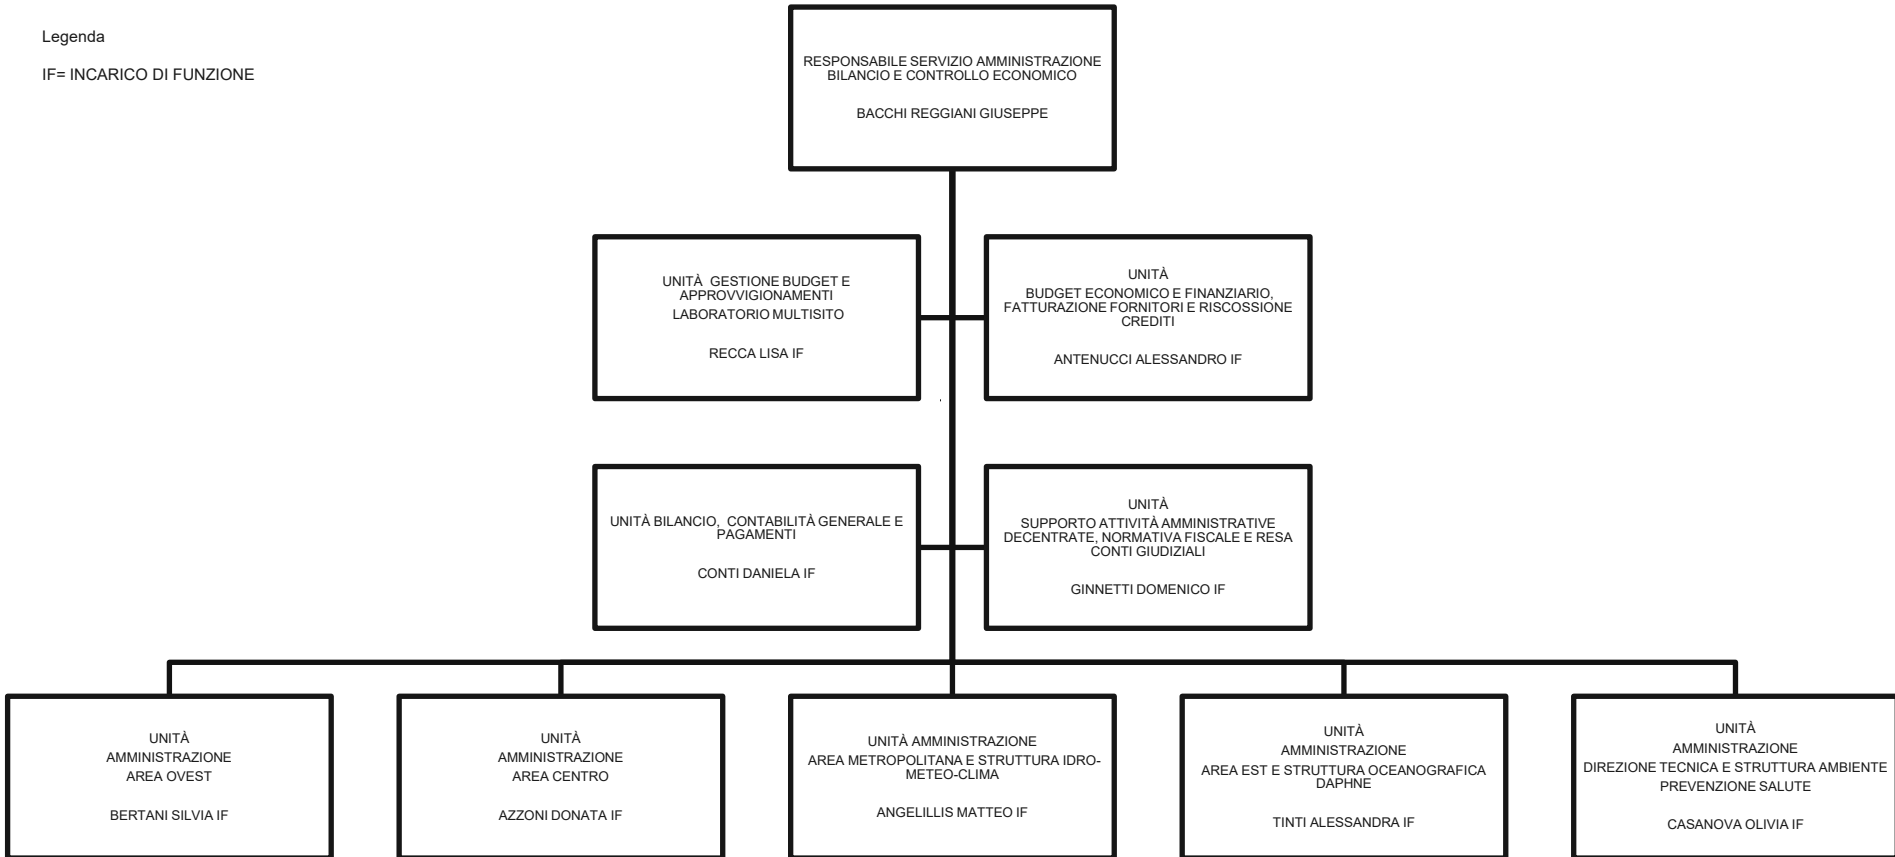 Legenda
IF= INCARICO DI FUNZIONE
RESPONSABILE SERVIZIO AMMINISTRAZIONE
BILANCIO E CONTROLLO ECONOMICO
BACCHI REGGIANI GIUSEPPE
UNITÀ GESTIONE BUDGET E
APPROVVIGIONAMENTI
LABORATORIO MULTISITO
RECCA LISA IF
UNITÀ
BUDGET ECONOMICO E FINANZIARIO,
FATTURAZIONE FORNITORI E RISCOSSIONE
CREDITI
ANTENUCCI ALESSANDRO IF
UNITÀ BILANCIO, CONTABILITÀ GENERALE E
PAGAMENTI
CONTI DANIELA IF
UNITÀ
SUPPORTO ATTIVITÀ AMMINISTRATIVE
DECENTRATE, NORMATIVA FISCALE E RESA
CONTI GIUDIZIALI
GINNETTI DOMENICO IF
UNITÀ
AMMINISTRAZIONE
AREA OVEST
BERTANI SILVIA IF
UNITÀ
AMMINISTRAZIONE
AREA CENTRO
AZZONI DONATA IF
UNITÀ AMMINISTRAZIONE
AREA METROPOLITANA E STRUTTURA IDRO-
METEO-CLIMA
ANGELILLIS MATTEO IF
UNITÀ
AMMINISTRAZIONE
AREA EST E STRUTTURA OCEANOGRAFICA
DAPHNE
TINTI ALESSANDRA IF
UNITÀ
AMMINISTRAZIONE
DIREZIONE TECNICA E STRUTTURA AMBIENTE
PREVENZIONE SALUTE
CASANOVA OLIVIA IF